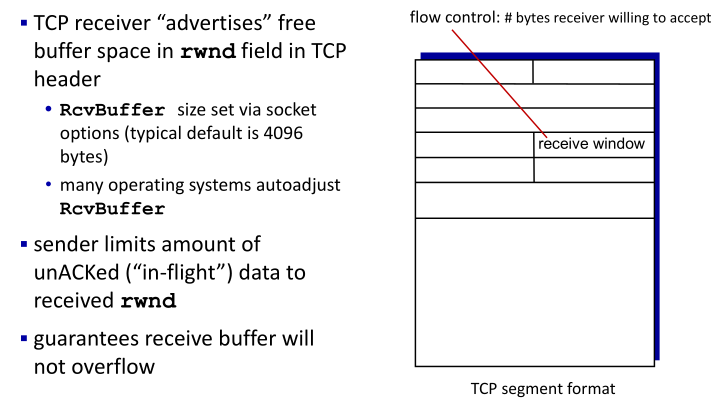 TCP receiver “advertises” free
buffer space in rwnd field in TCP
header
RcvBuffer size set via socket
options (typical default is 4096
bytes)
many operating systems autoadjust
RcvBuffer
sender limits amount of
unACKed (“in-flight”) data to
received rwnd
guarantees receive buffer will
not overflow
flow control: # bytes receiver willing to accept
receive window
TCP segment format